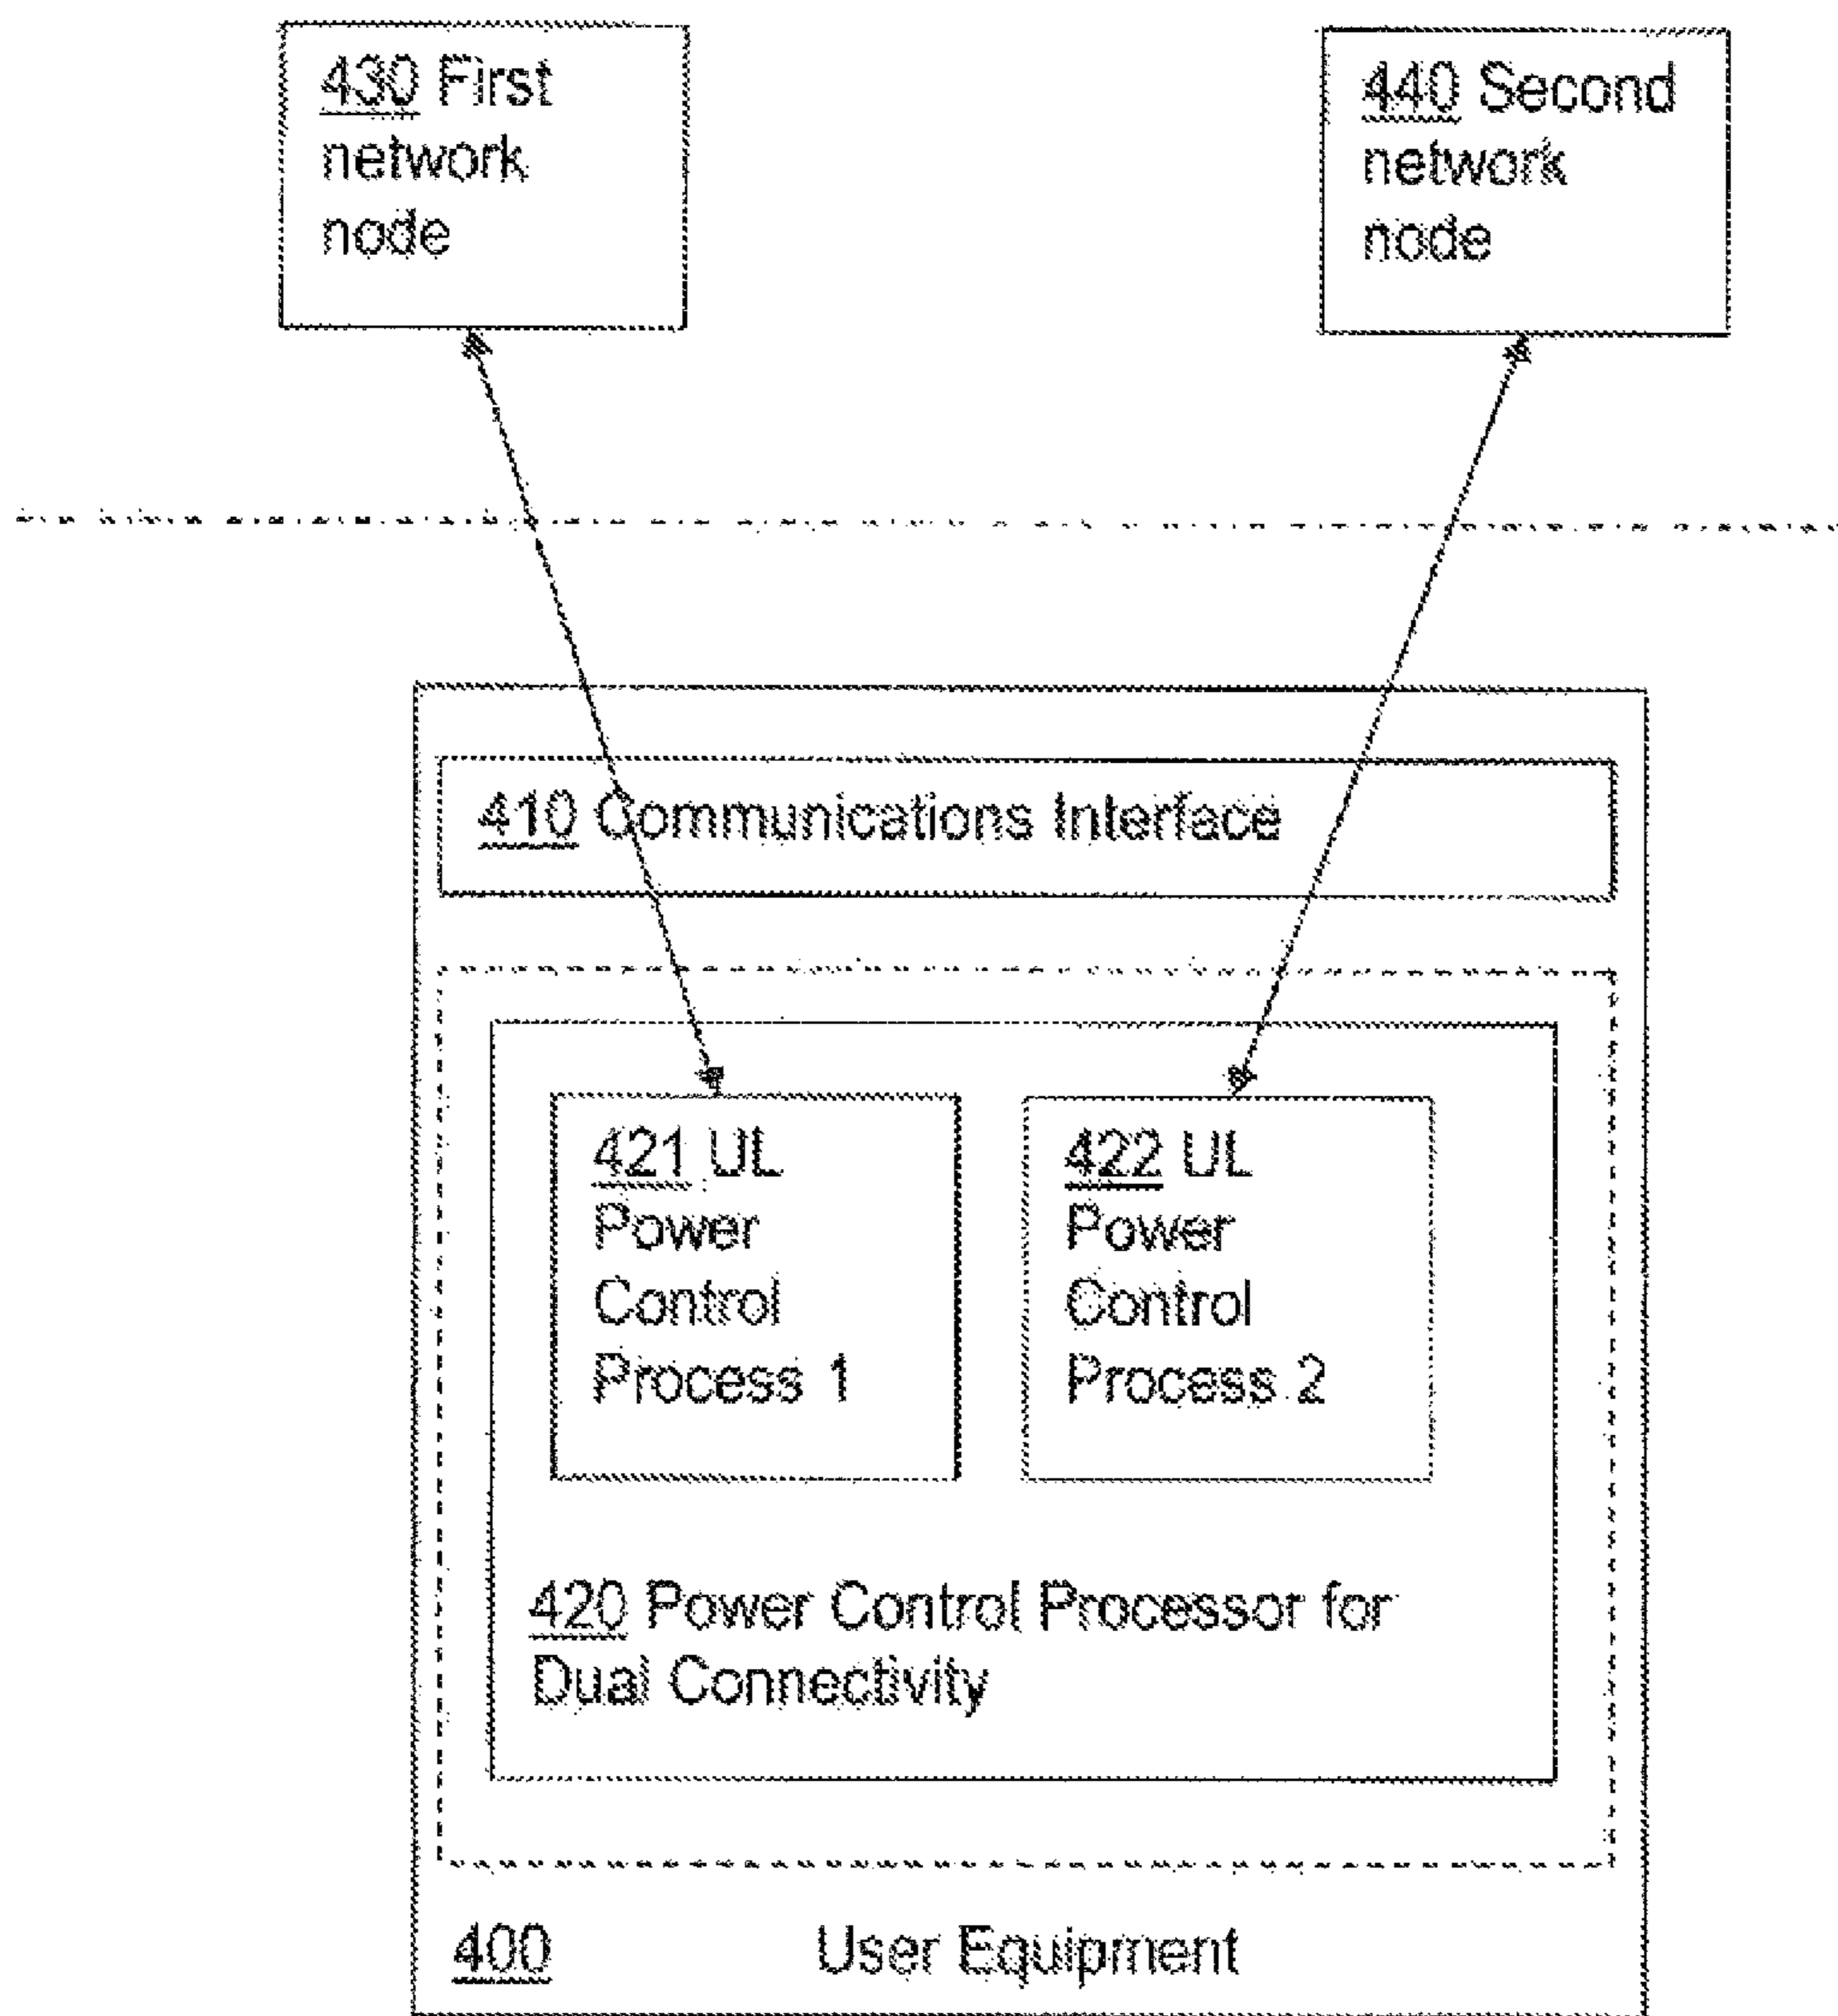 430 First
network
node
440 Second
network
node
410 Communications Interface
421 UL
Power
Control
Process 1
422 UL
Power
Control
Process 2
420 Power Control Processor for
Dual Connectivity
400 User Equipment